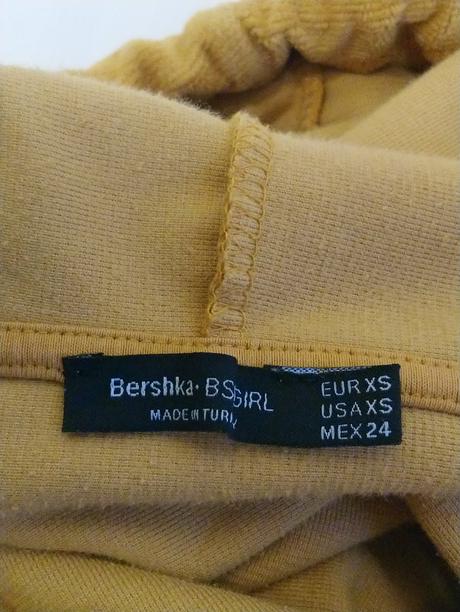 Bershka· BSGIRL
MADE IN
EUR XS
USA XS
MEX 24